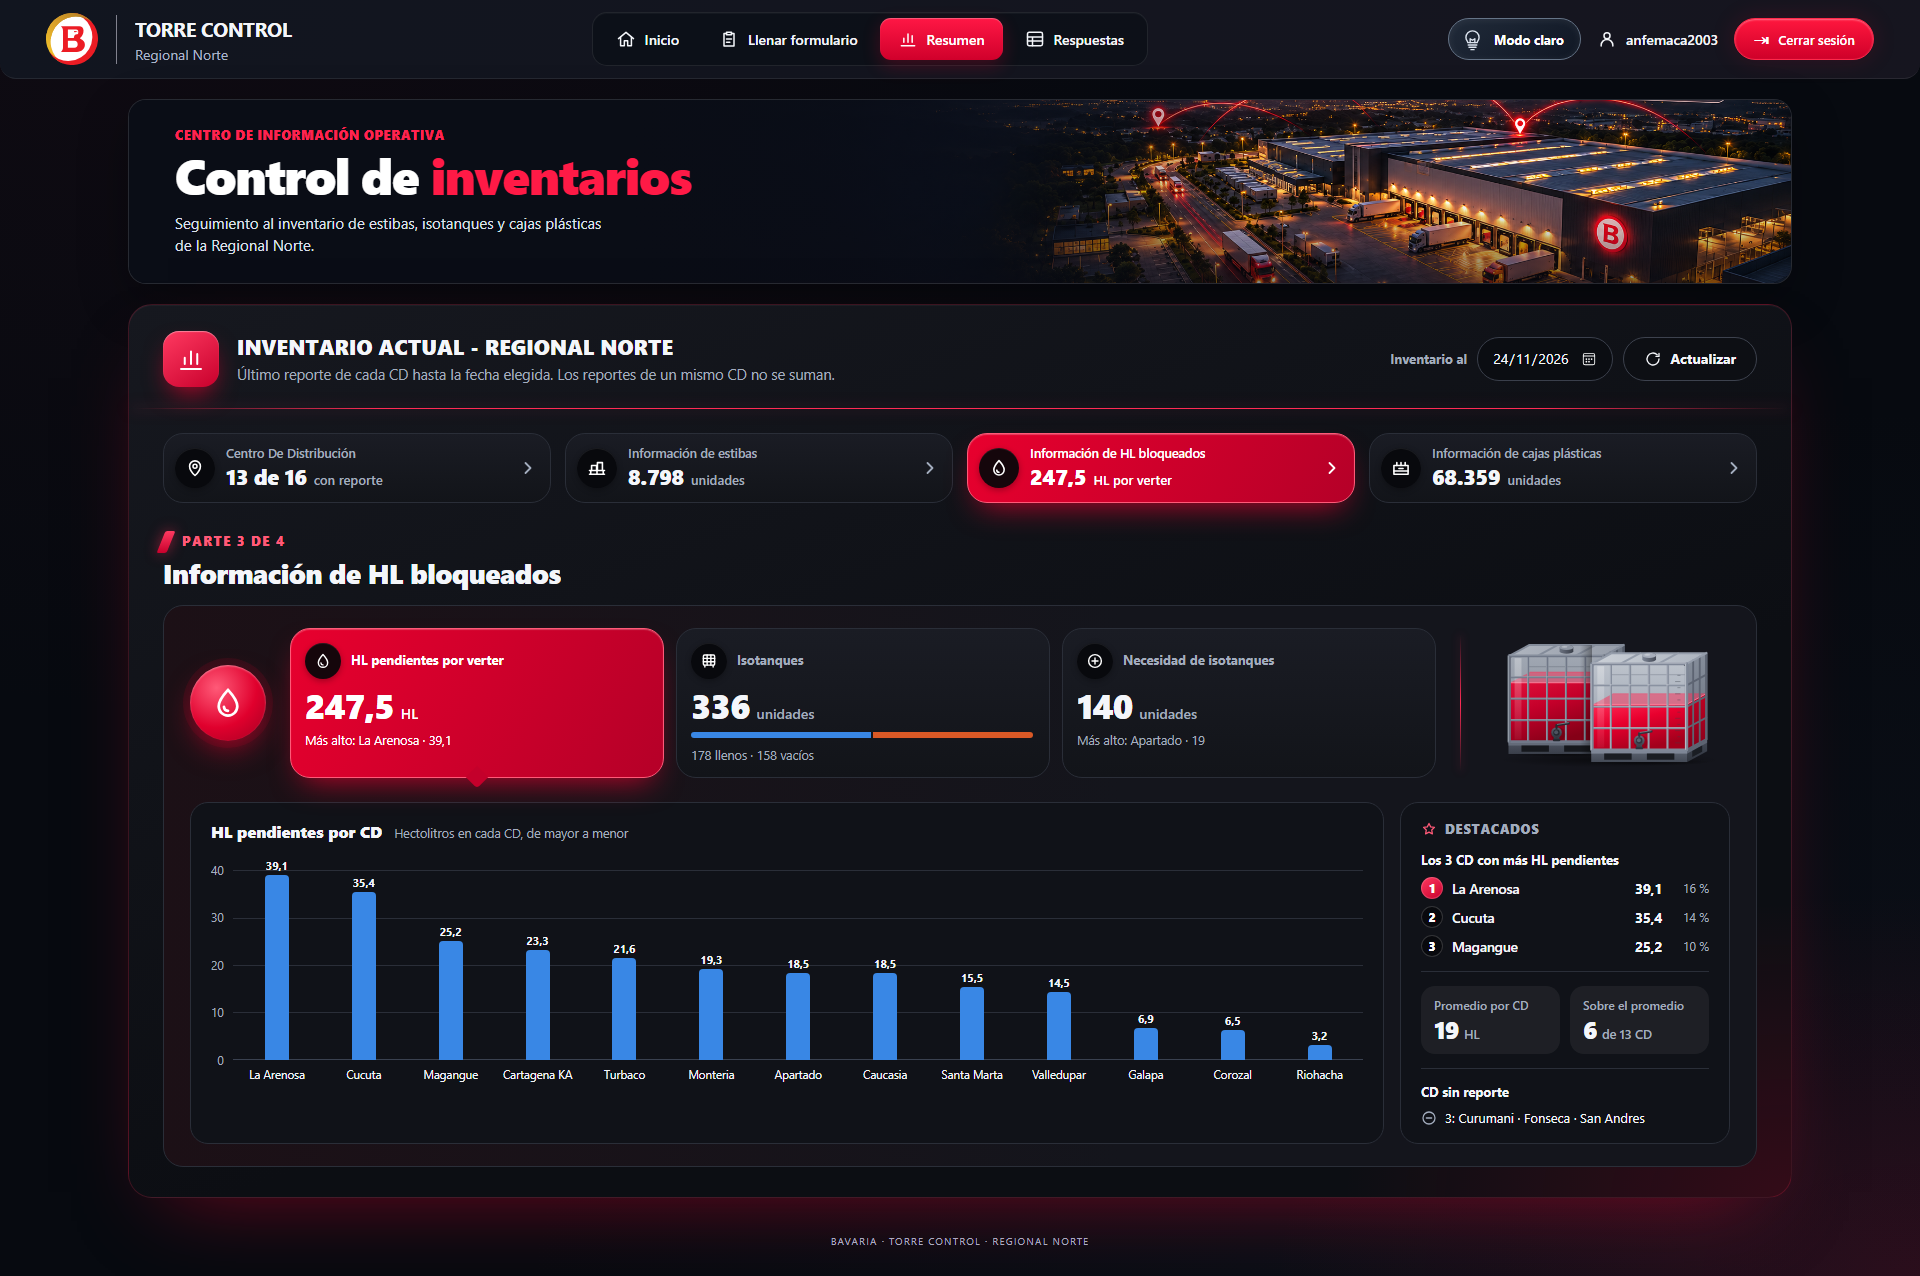 B
TORRE CONTROL
Regional Norte
Inicio
Llenar formulario
Resumen
Respuestas
Modo claro
anfemaca2003
Cerrar sesión
CENTRO DE INFORMACIÓN OPERATIVA
Control de inventarios
Seguimiento al inventario de estibas, isotanques y cajas plásticas
de la Regional Norte.
B
INVENTARIO ACTUAL - REGIONAL NORTE
Último reporte de cada CD hasta la fecha elegida. Los reportes de un mismo CD no se suman.
Inventario al
24/11/2026
Actualizar
Centro De Distribución
13 de 16 con reporte
Información de estibas
8.798 unidades
Información de HL bloqueados
247,5 HL por verter
Información de cajas plásticas
68.359 unidades
PARTE 3 DE 4
Información de HL bloqueados
HL pendientes por verter
247,5 HL
Más alto: La Arenosa · 39,1
Isotanques
336 unidades
178 llenos · 158 vacíos
Necesidad de isotanques
140 unidades
Más alto: Apartado · 19
HL pendientes por CD Hectolitros en cada CD, de mayor a menor
40
30
20
10
0
39,1
35,4
25,2
23,3
21,6
19,3
18,5
18,5
15,5
14,5
6,9
6,5
3,2
La Arenosa
Cucuta
Magangue
Cartagena KA
Turbaco
Monteria
Apartado
Caucasia
Santa Marta
Valledupar
Galapa
Corozal
Riohacha
DESTACADOS
Los 3 CD con más HL pendientes
1 La Arenosa 39,1 16 %
2 Cucuta 35,4 14 %
3 Magangue 25,2 10 %
Promedio por CD
19 HL
Sobre el promedio
6 de 13 CD
CD sin reporte
3: Curumani · Fonseca · San Andres
BAVARIA · TORRE CONTROL · REGIONAL NORTE